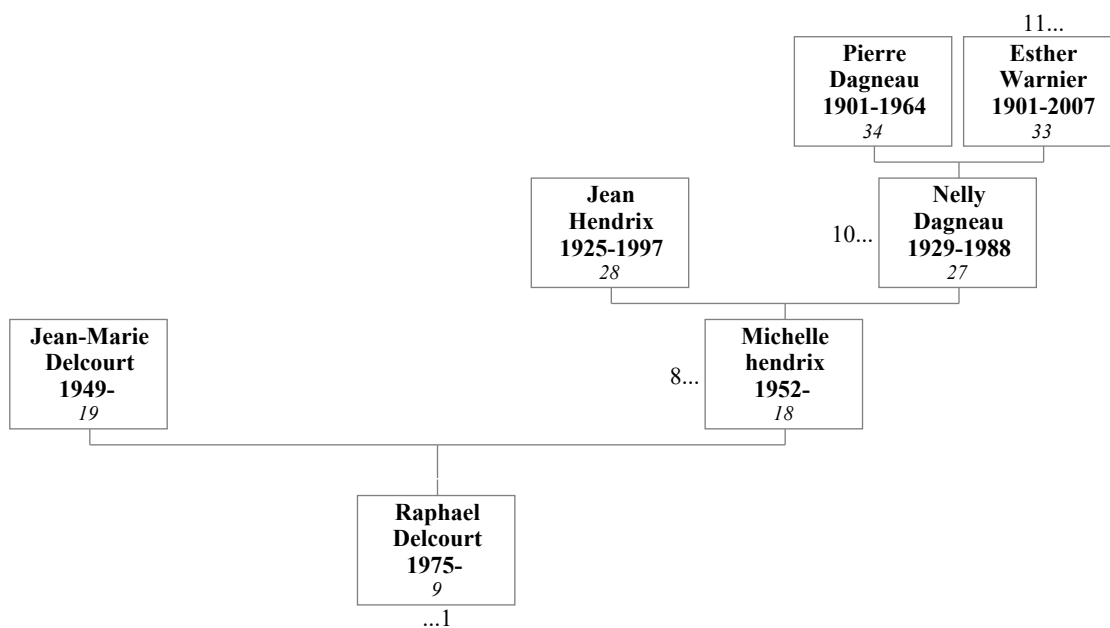 11...
Pierre
Dagneau
1901-1964
34
Esther
Warnier
1901-2007
33
Jean
Hendrix
1925-1997
28
10...
Nelly
Dagneau
1929-1988
27
Jean-Marie
Delcourt
1949-
19
8...
Michelle
hendrix
1952-
18
Raphael
Delcourt
1975-
9
...1